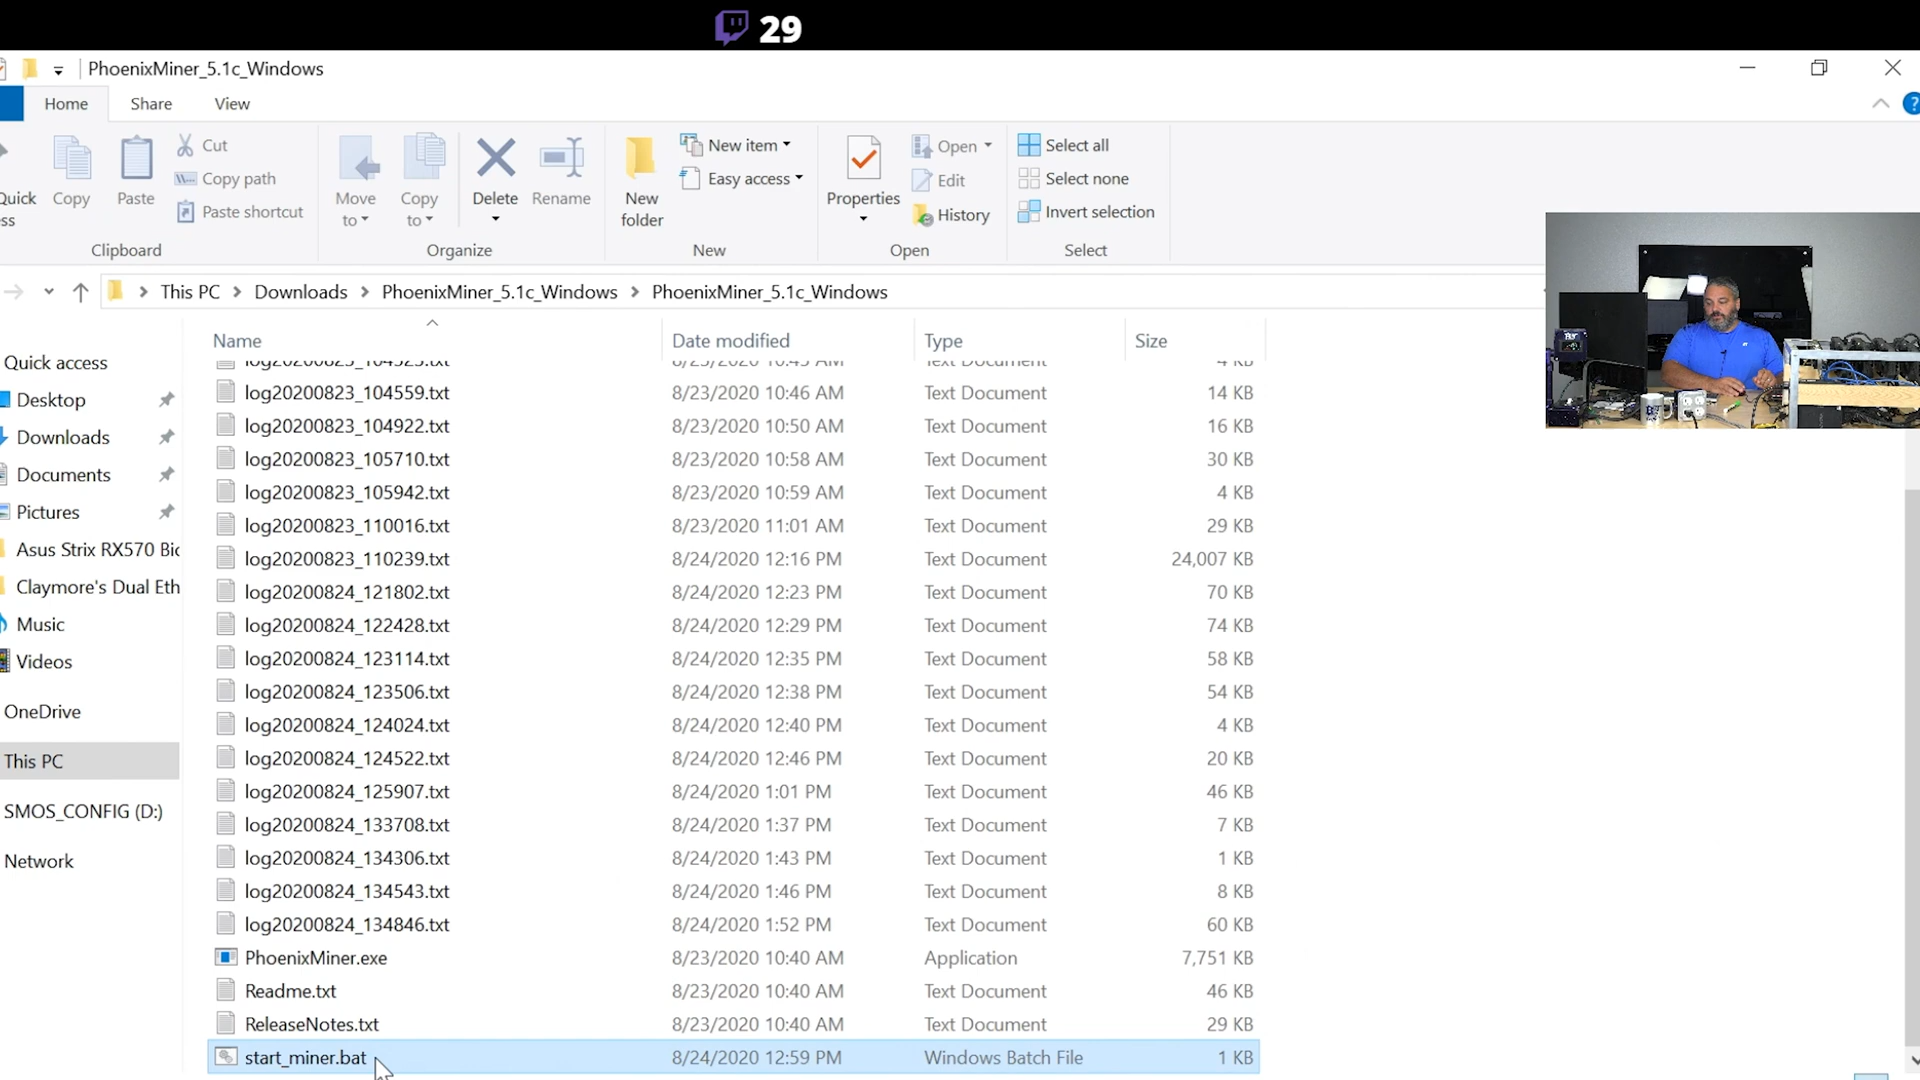 29
PhoenixMiner_5.1c_Windows
Home Share View
Quick
ess
Copy
Paste
Cut
Copy path
Paste shortcut
Move
to
Copy
to
Delete
Rename
New
folder
New item
Easy access
Properties
Open
Edit
History
Select all
Select none
Invert selection
Clipboard Organize New Open Select
This PC Downloads PhoenixMiner_5.1c_Windows PhoenixMiner_5.1c_Windows
Quick access
Desktop
Downloads
Documents
Pictures
Asus Strix RX570 Bio
Claymore's Dual Eth
Music
Videos
OneDrive
This PC
SMOS_CONFIG (D:)
Network
Name Date modified Type Size
log20200823_104559.txt 8/23/2020 10:46 AM Text Document 14 KB
log20200823_104922.txt 8/23/2020 10:50 AM Text Document 16 KB
log20200823_105710.txt 8/23/2020 10:58 AM Text Document 30 KB
log20200823_105942.txt 8/23/2020 10:59 AM Text Document 4 KB
log20200823_110016.txt 8/23/2020 11:01 AM Text Document 29 KB
log20200823_110239.txt 8/24/2020 12:16 PM Text Document 24,007 KB
log20200824_121802.txt 8/24/2020 12:23 PM Text Document 70 KB
log20200824_122428.txt 8/24/2020 12:29 PM Text Document 74 KB
log20200824_123114.txt 8/24/2020 12:35 PM Text Document 58 KB
log20200824_123506.txt 8/24/2020 12:38 PM Text Document 54 KB
log20200824_124024.txt 8/24/2020 12:40 PM Text Document 4 KB
log20200824_124522.txt 8/24/2020 12:46 PM Text Document 20 KB
log20200824_125907.txt 8/24/2020 1:01 PM Text Document 46 KB
log20200824_133708.txt 8/24/2020 1:37 PM Text Document 7 KB
log20200824_134306.txt 8/24/2020 1:43 PM Text Document 1 KB
log20200824_134543.txt 8/24/2020 1:46 PM Text Document 8 KB
log20200824_134846.txt 8/24/2020 1:52 PM Text Document 60 KB
PhoenixMiner.exe 8/23/2020 10:40 AM Application 7,751 KB
Readme.txt 8/23/2020 10:40 AM Text Document 46 KB
ReleaseNotes.txt 8/23/2020 10:40 AM Text Document 29 KB
start_miner.bat 8/24/2020 12:59 PM Windows Batch File 1 KB